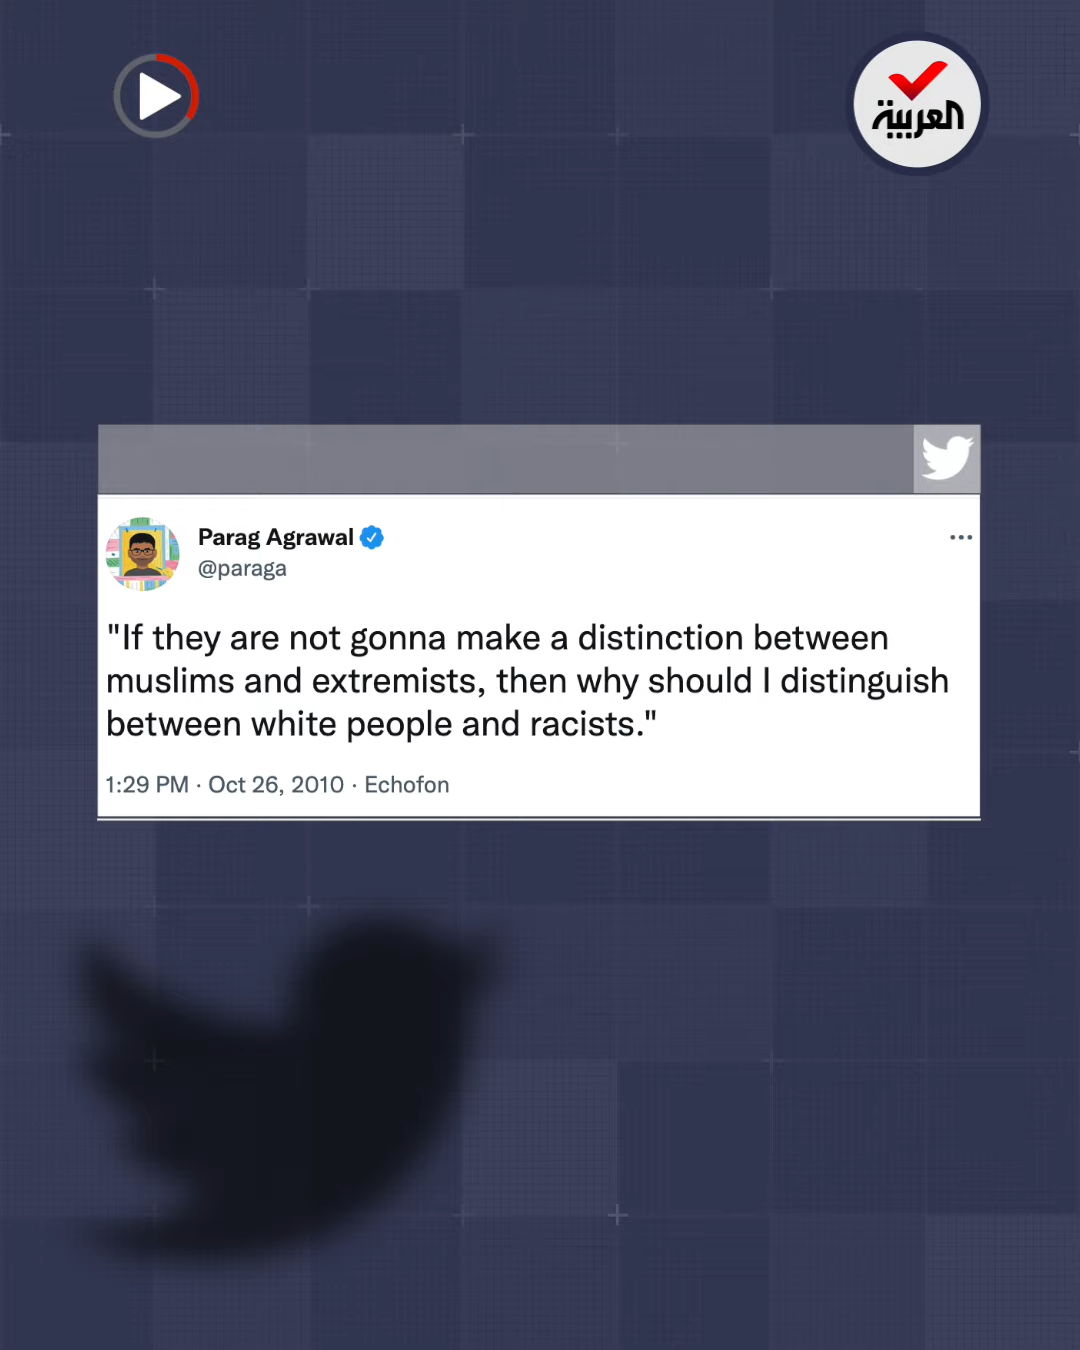 العربية
Parag Agrawal
@paraga
"If they are not gonna make a distinction between
muslims and extremists, then why should I distinguish
between white people and racists."
1:29 PM · Oct 26, 2010 · Echofon